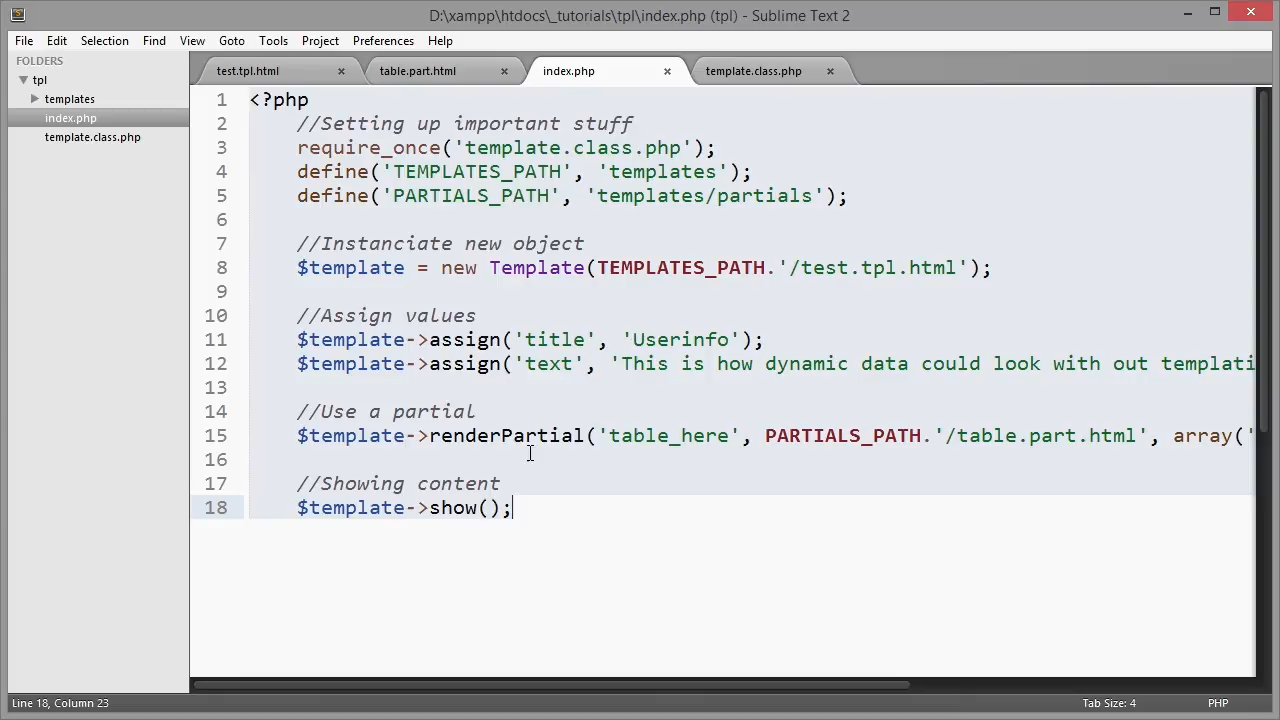 D:\xampp\htdocs\_tutorials\tpl\index.php (tpl) - Sublime Text 2
File Edit Selection Find View Goto Tools Project Preferences Help
FOLDERS
tpl
templates
index.php
template.class.php
test.tpl.html × table.part.html × index.php × template.class.php ×
1 <?php
2 //Setting up important stuff
3 require_once('template.class.php');
4 define('TEMPLATES_PATH', 'templates');
5 define('PARTIALS_PATH', 'templates/partials');
6
7 //Instanciate new object
8 $template = new Template(TEMPLATES_PATH.'/test.tpl.html');
9
10 //Assign values
11 $template->assign('title', 'Userinfo');
12 $template->assign('text', 'This is how dynamic data could look with out templati
13
14 //Use a partial
15 $template->renderPartial('table_here', PARTIALS_PATH.'/table.part.html', array('
16
17 //Showing content
18 $template->show();
Line 18, Column 23
Tab Size: 4
PHP